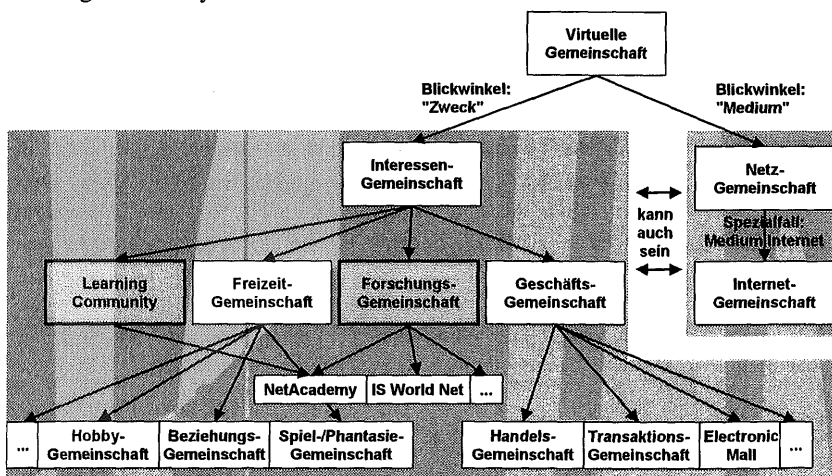 Virtuelle
Gemeinschaft
Blickwinkel:
"Zweck"
Blickwinkel:
"Medium"
Interessen-
Gemeinschaft
Netz-
Gemeinschaft
kann
auch
sein
Spezialfall:
Medium Internet
Learning
Community
Freizeit-
Gemeinschaft
Forschungs-
Gemeinschaft
Geschäfts-
Gemeinschaft
Internet-
Gemeinschaft
NetAcademy
IS World Net
...
...
Hobby-
Gemeinschaft
Beziehungs-
Gemeinschaft
Spiel-/Phantasie-
Gemeinschaft
Handels-
Gemeinschaft
Transaktions-
Gemeinschaft
Electronic
Mall
...